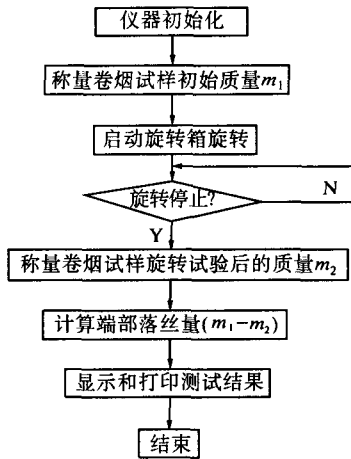 仪器初始化
称量卷烟试样初始质量m₁
启动旋转箱旋转
旋转停止?
N
Y
称量卷烟试样旋转试验后的质量m₂
计算端部落丝量(m₁-m₂)
显示和打印测试结果
结束